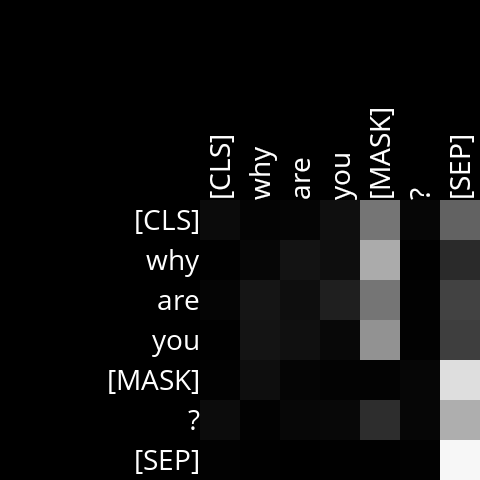 [CLS] why are you [MASK] ? [SEP]
[CLS]
why
are
you
[MASK]
?
[SEP]